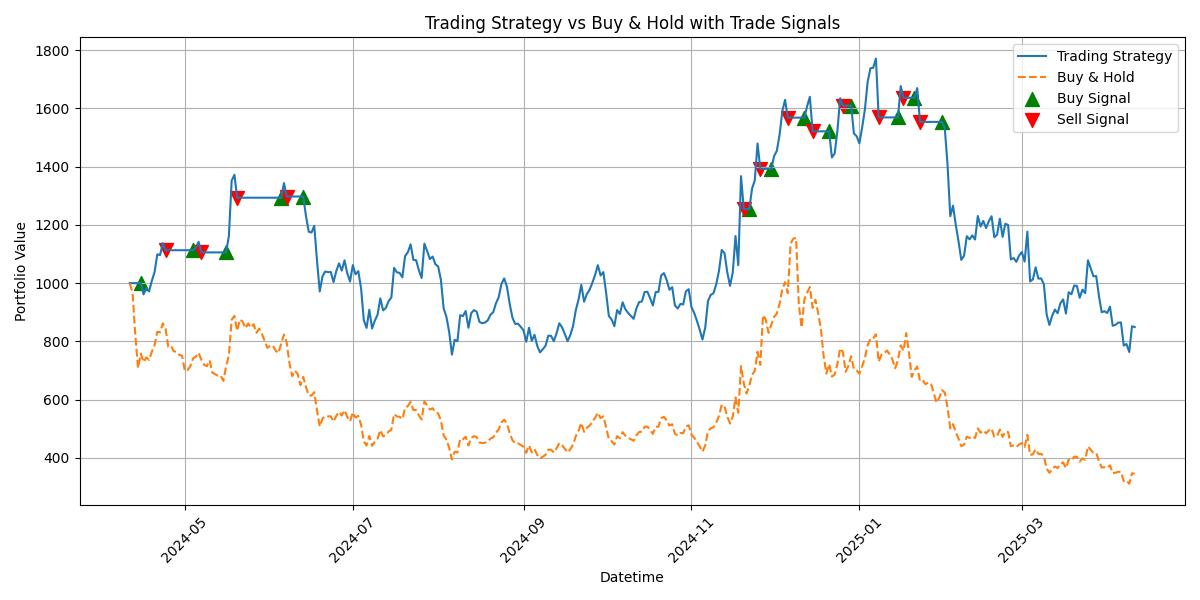 Trading Strategy vs Buy & Hold with Trade Signals
1800
1600
1400
1200
1000
800
600
400
Portfolio Value
Trading Strategy
Buy & Hold
Buy Signal
Sell Signal
2024-05
2024-07
2024-09
2024-11
2025-01
2025-03
Datetime